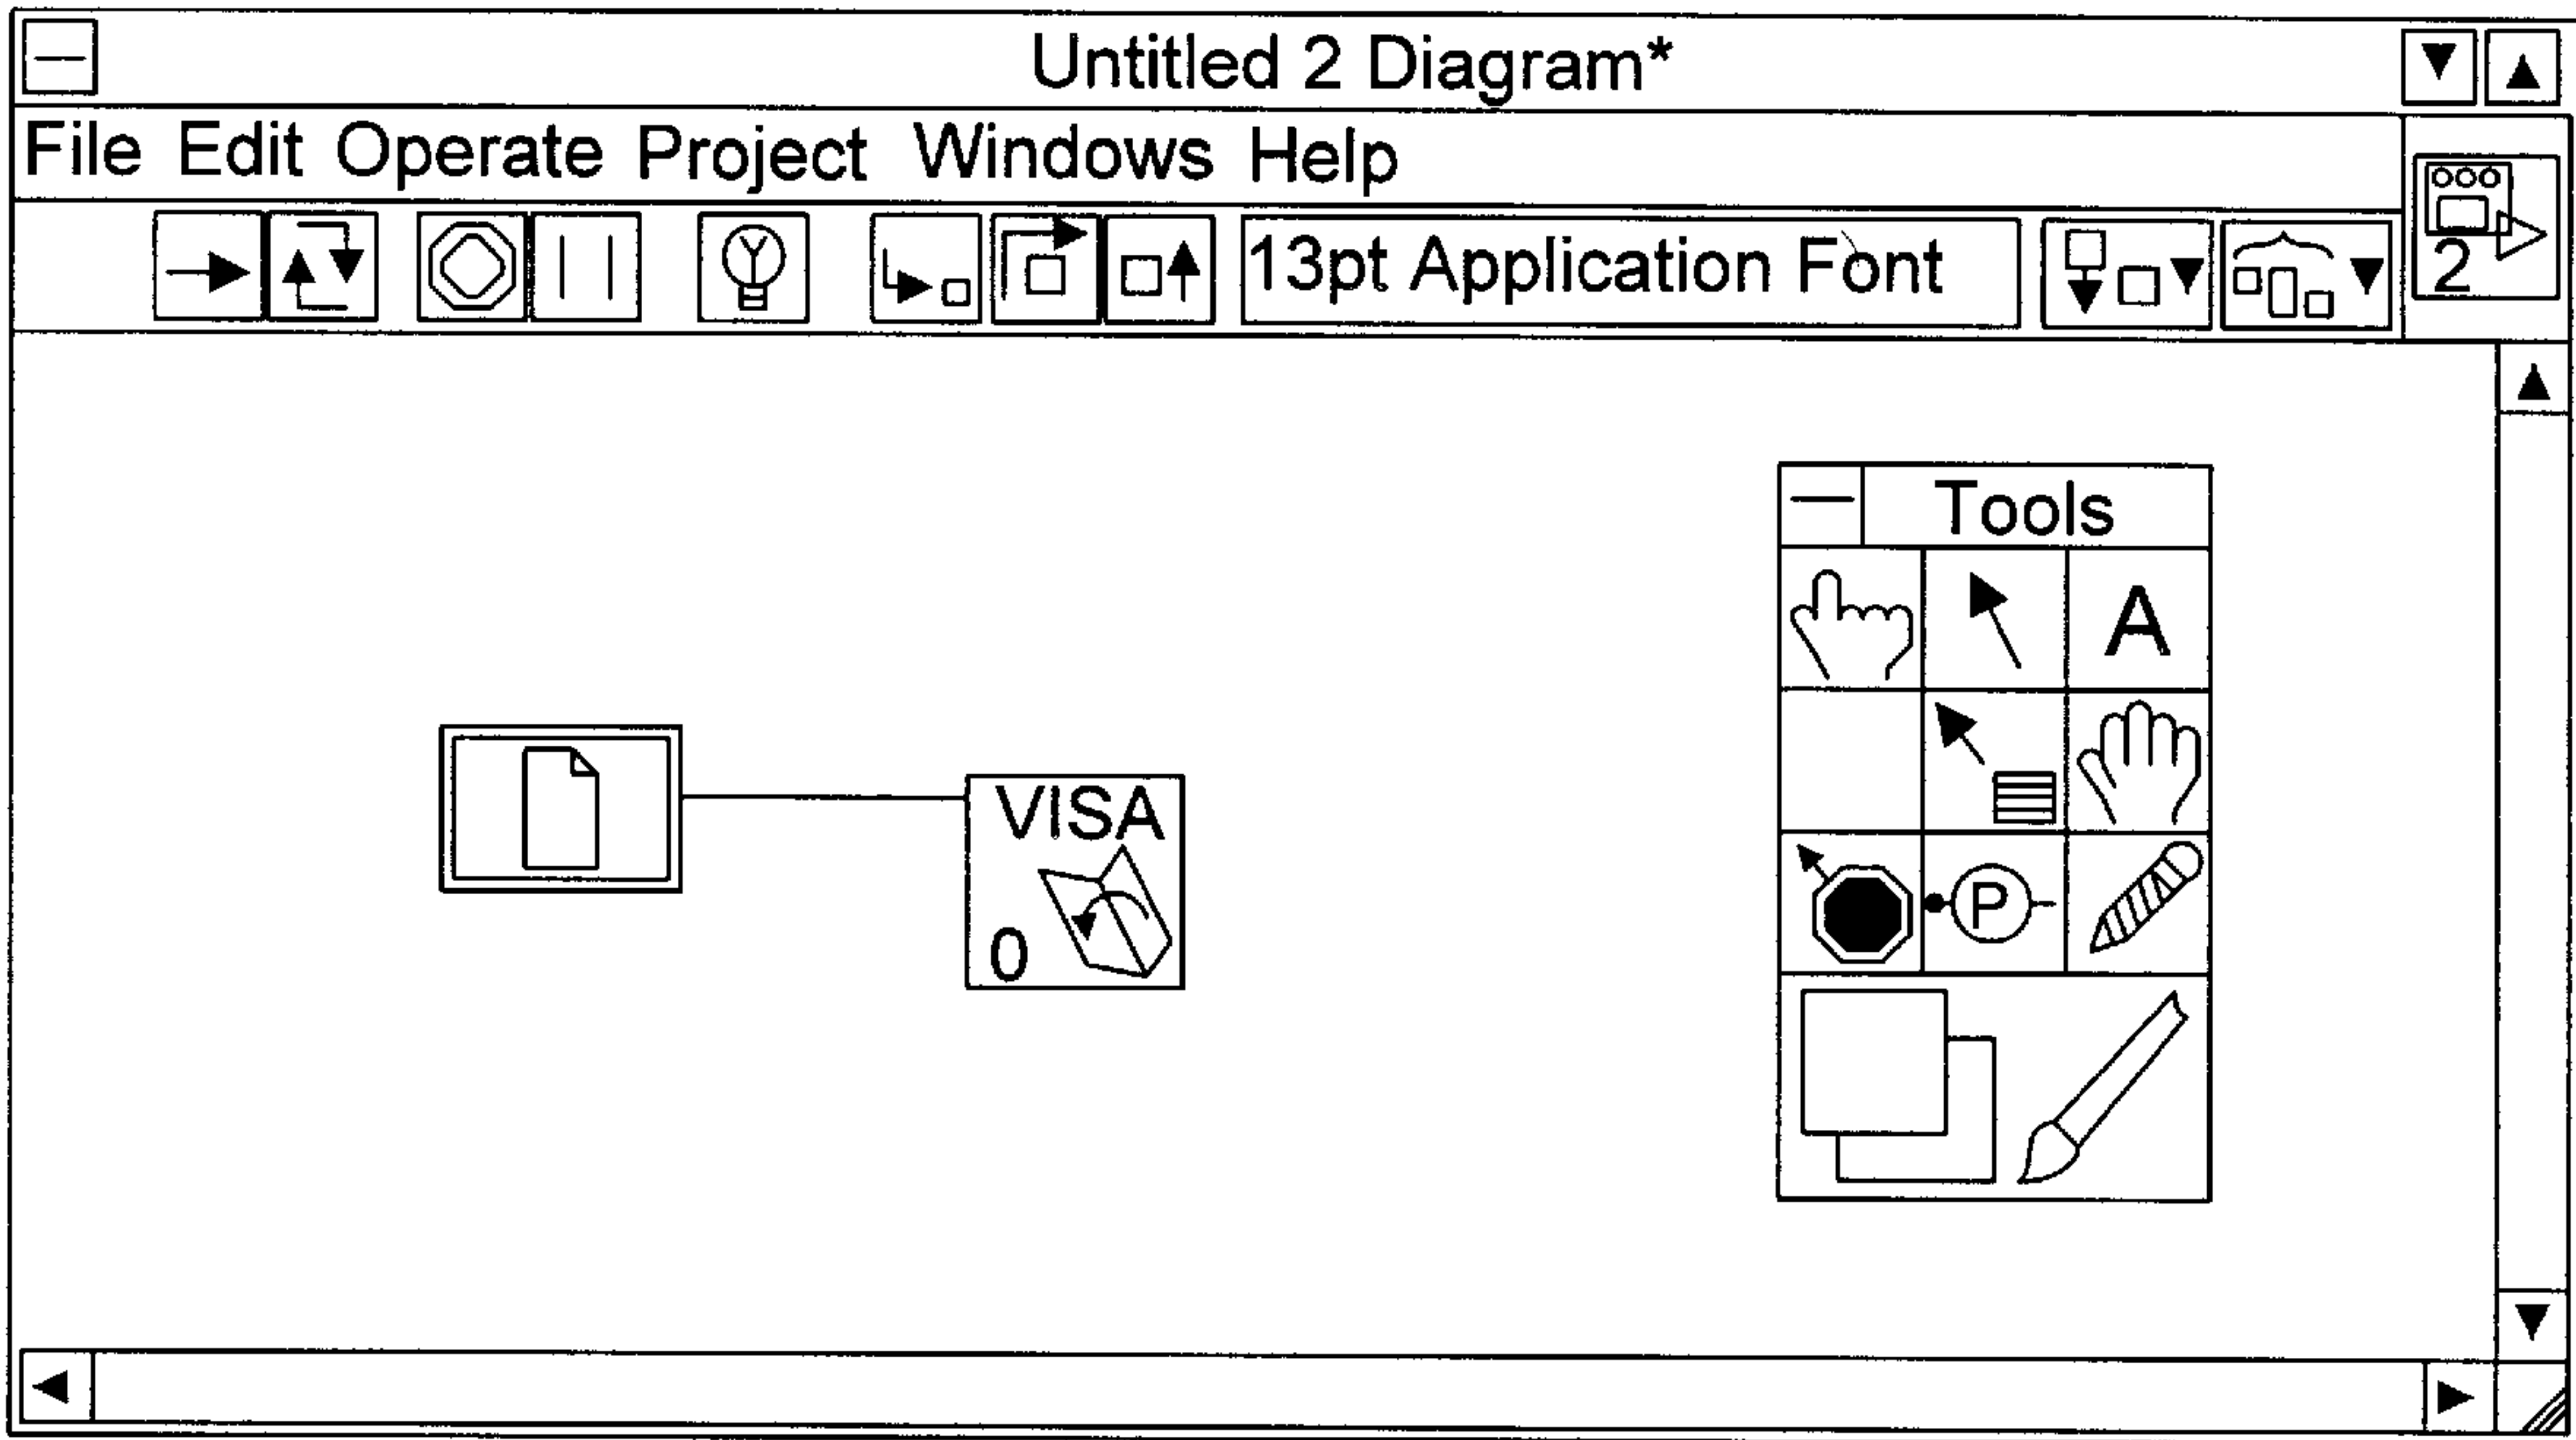 Untitled 2 Diagram*
File Edit Operate Project Windows Help
13pt Application Font
2
Tools
A
VISA
0
P